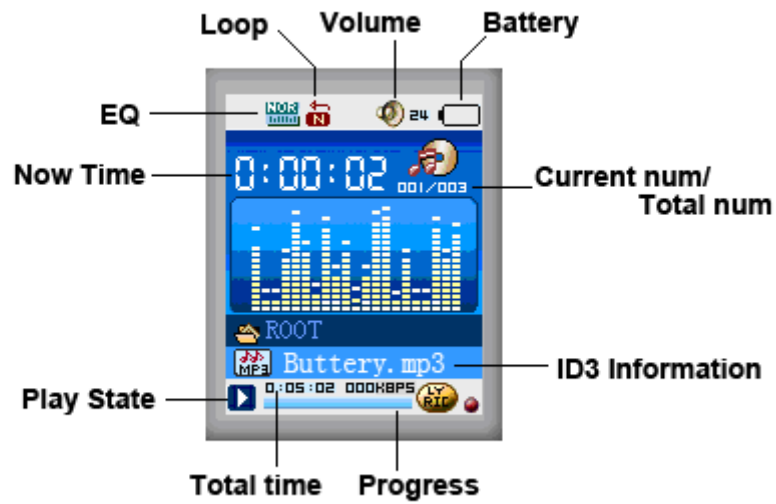 Loop Volume Battery
EQ NOR N 24
Now Time 0:00:02 001/003 Current num/
Total num
ROOT
MP3 Buttery.mp3 ID3 Information
Play State 0:05:02 000KBPS LY
RIC
Total time Progress